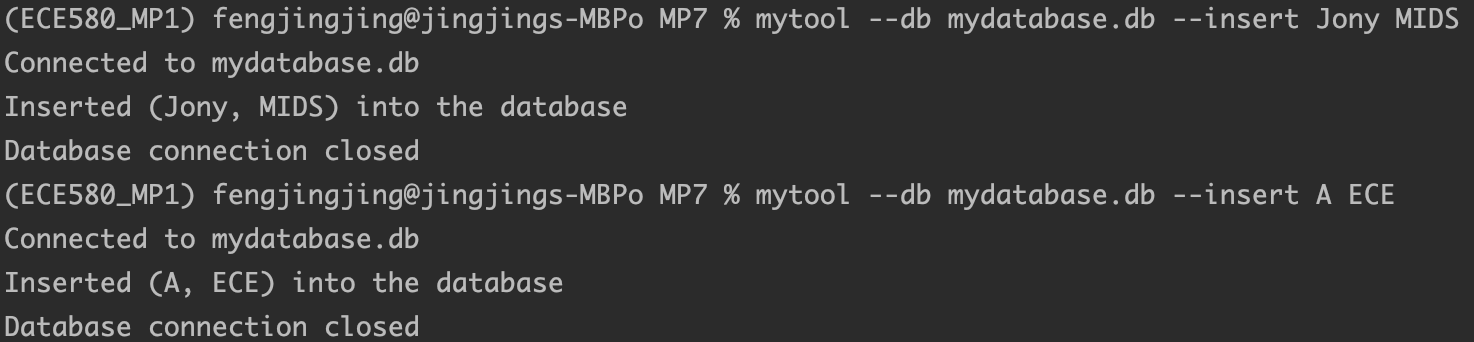 (ECE580_MP1) fengjingjing@jingjings-MBPo MP7 % mytool --db mydatabase.db --insert Jony MIDS
Connected to mydatabase.db
Inserted (Jony, MIDS) into the database
Database connection closed
(ECE580_MP1) fengjingjing@jingjings-MBPo MP7 % mytool --db mydatabase.db --insert A ECE
Connected to mydatabase.db
Inserted (A, ECE) into the database
Database connection closed